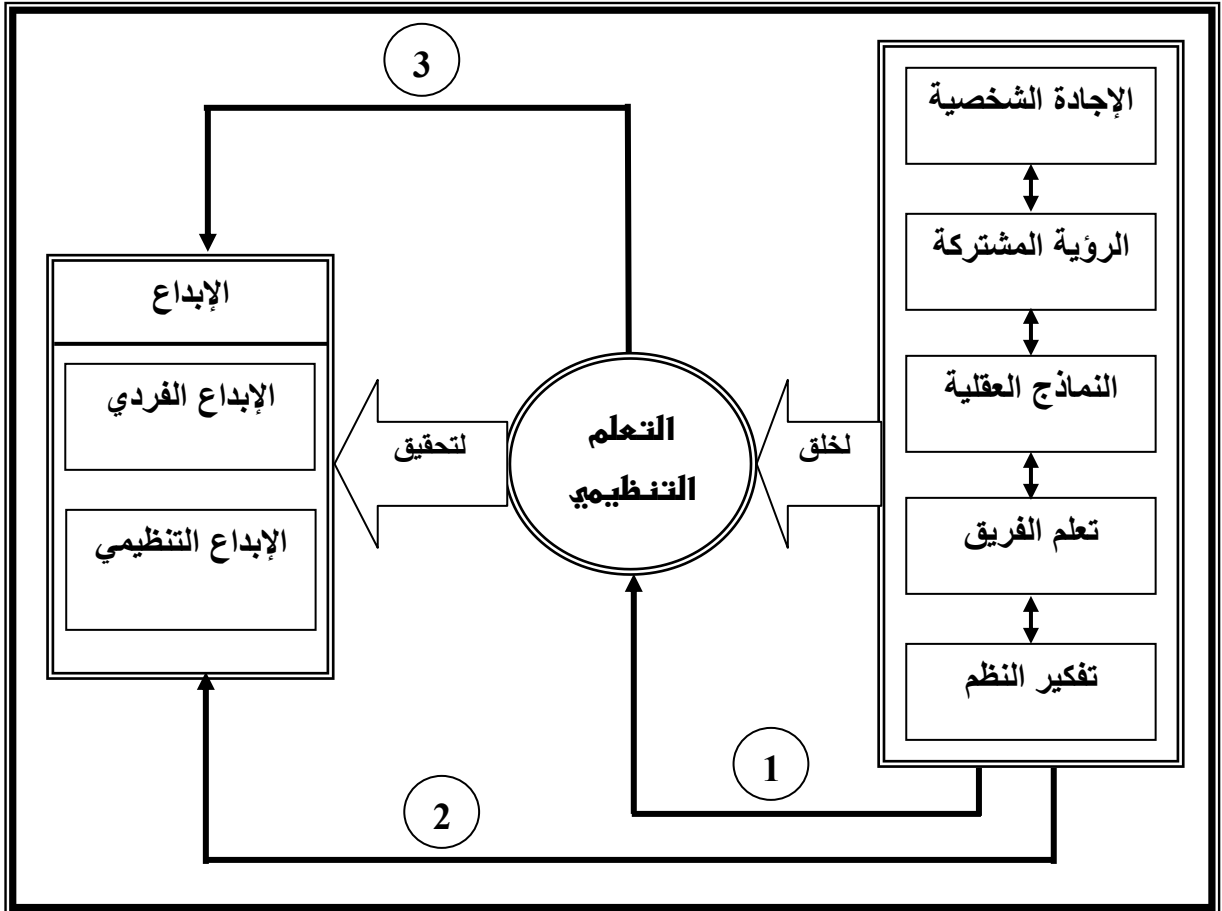 3
الإجادة الشخصية
الرؤية المشتركة
النماذج العقلية
تعلم الفريق
تفكير النظم
لخلق
التعلم
التنظيمي
لتحقيق
الإبداع
الإبداع الفردي
الإبداع التنظيمي
1
2